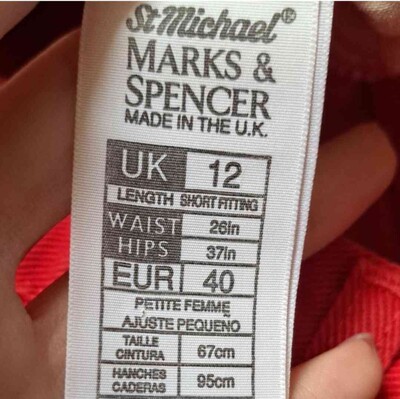 St Michael®
MARKS &
SPENCER
MADE IN THE U.K.
UK 12
LENGTH SHORT FITTING
WAIST 26in
HIPS 37in
EUR 40
PETITE FEMME
AJUSTE PEQUENO
TAILLE
CINTURA 67cm
HANCHES
CADERAS 95cm